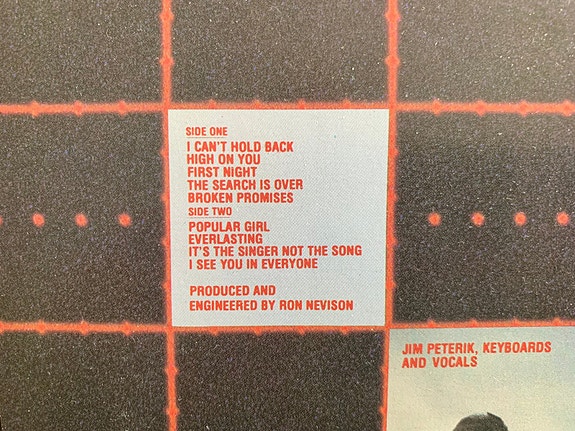 SIDE ONE
I CAN'T HOLD BACK
HIGH ON YOU
FIRST NIGHT
THE SEARCH IS OVER
BROKEN PROMISES
SIDE TWO
POPULAR GIRL
EVERLASTING
IT'S THE SINGER NOT THE SONG
I SEE YOU IN EVERYONE
PRODUCED AND
ENGINEERED BY RON NEVISON
JIM PETERIK, KEYBOARDS
AND VOCALS